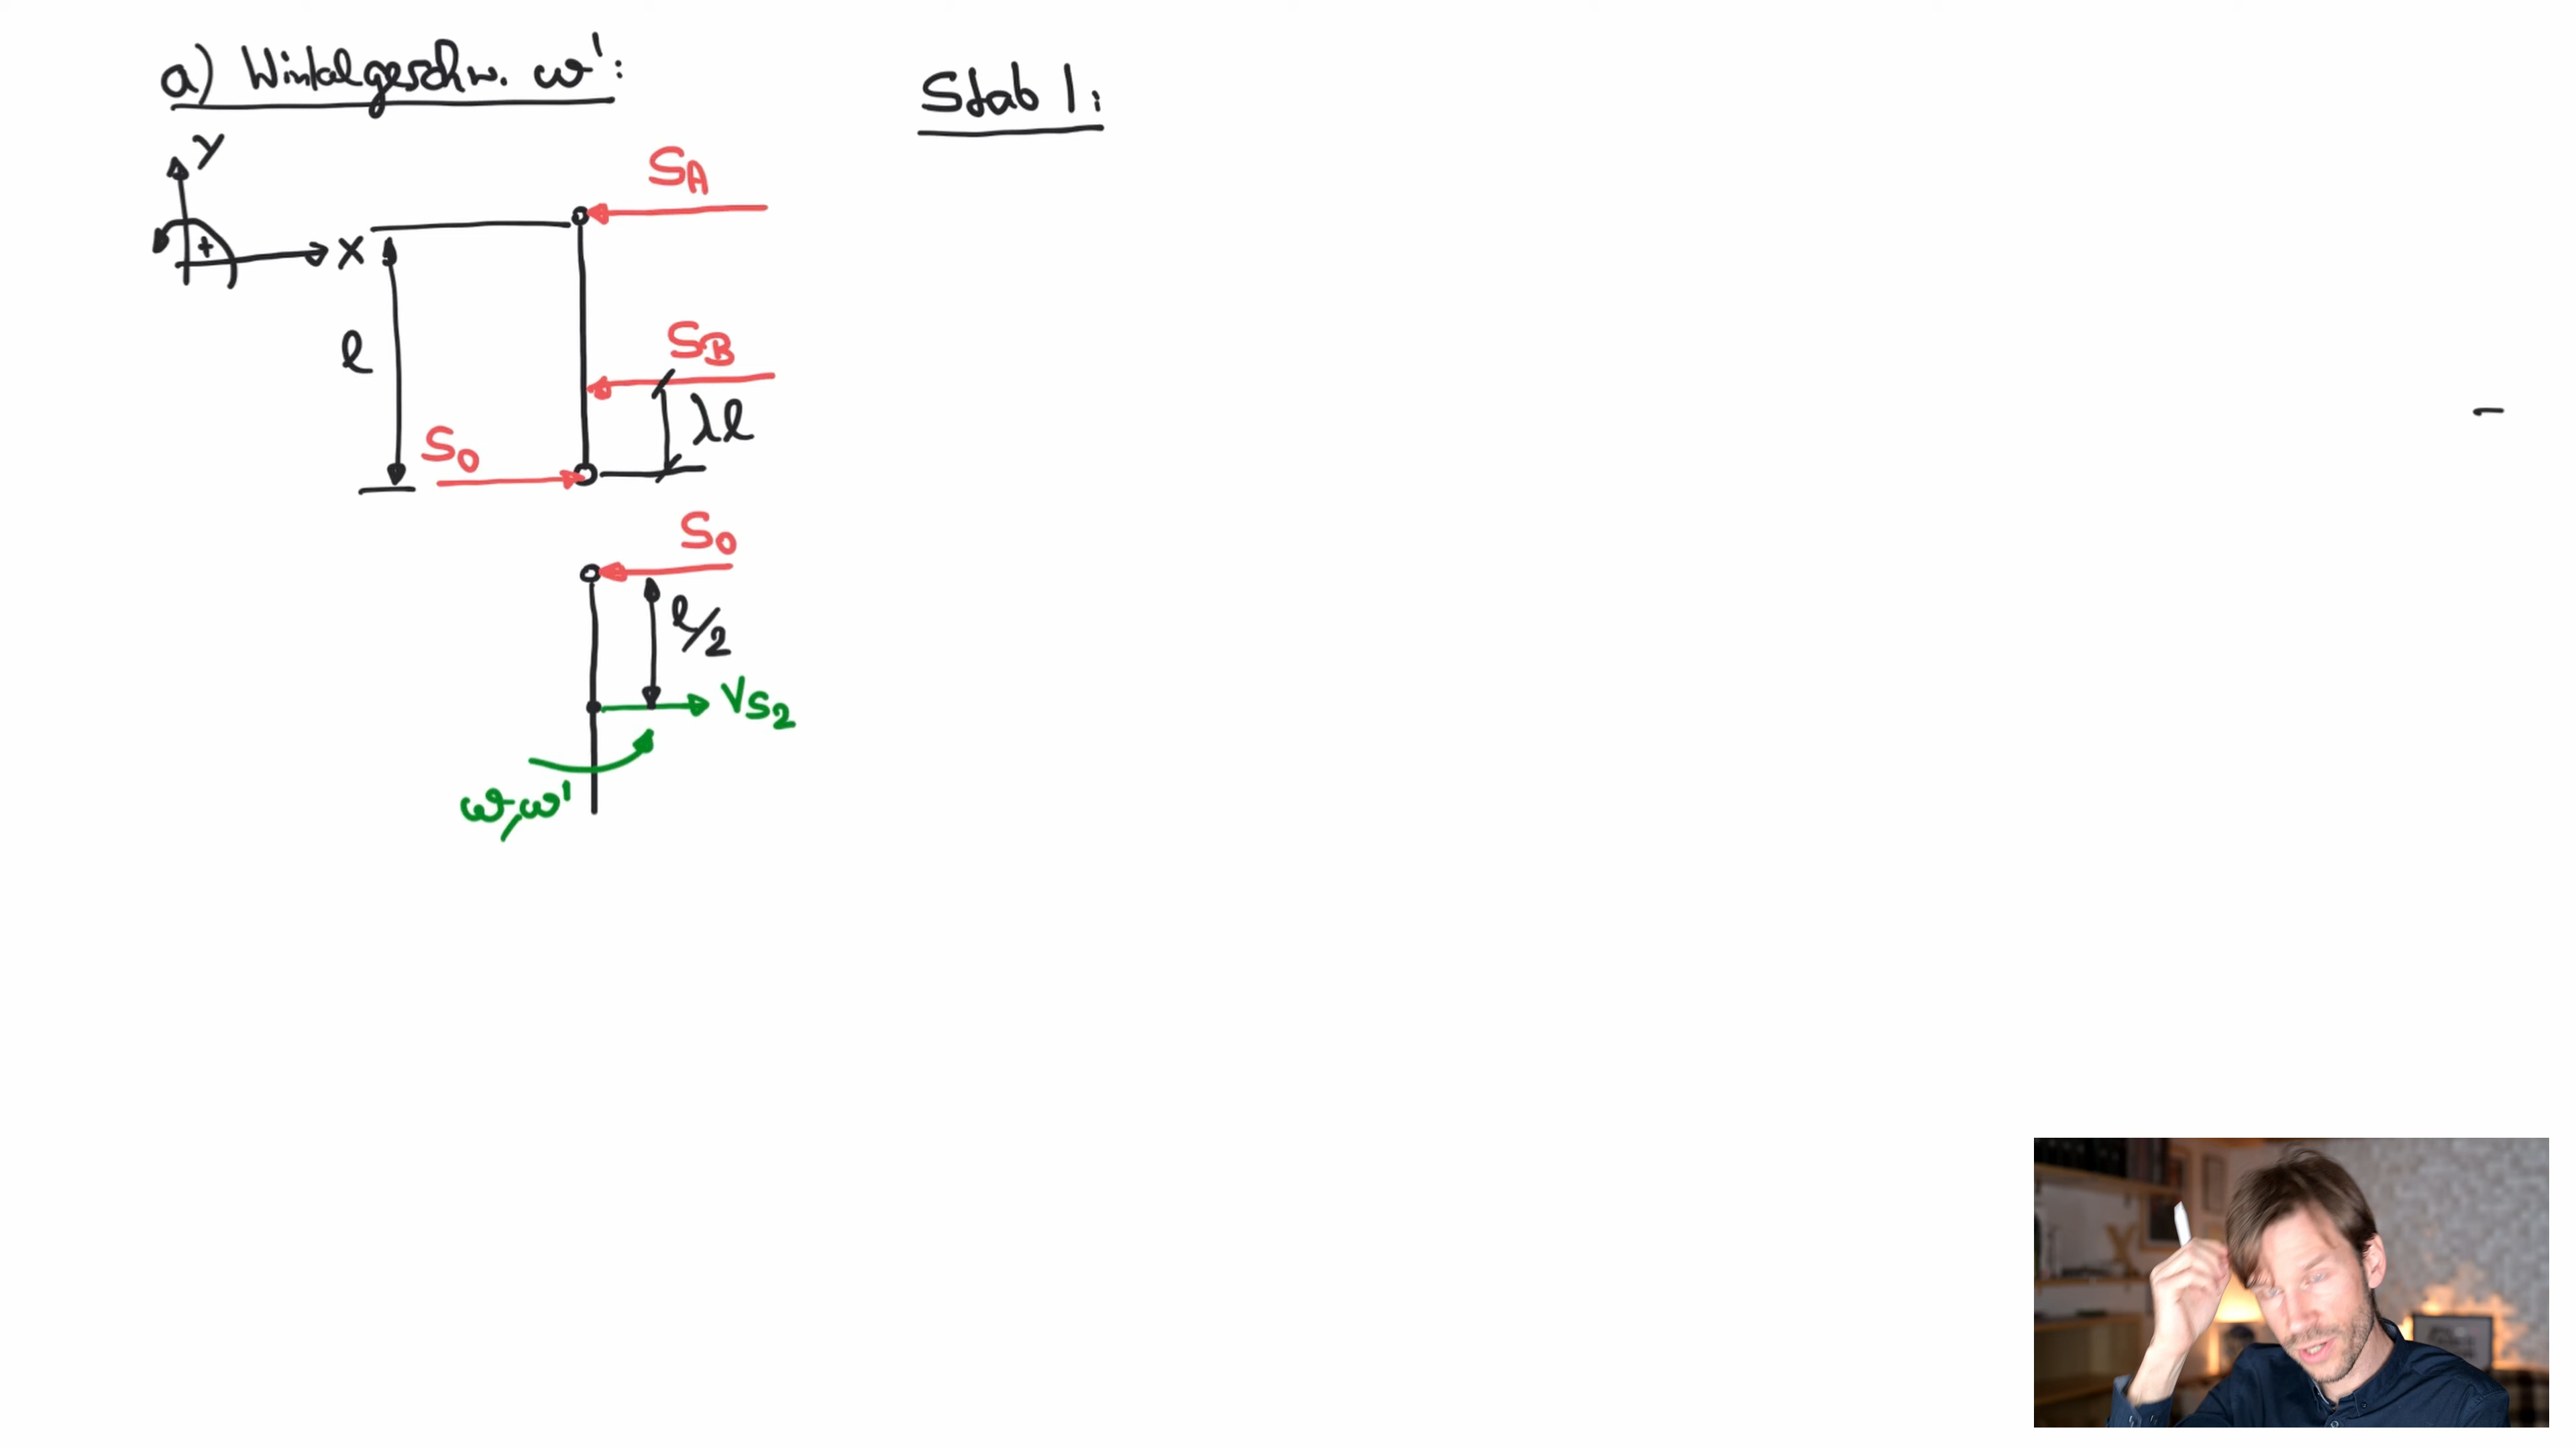 a) Winkelgeschw. ω':
Stab 1:
y
S_A
+
x
l
S_B
λl
S_0
S_0
l/2
v_S2
ω, ω'
-